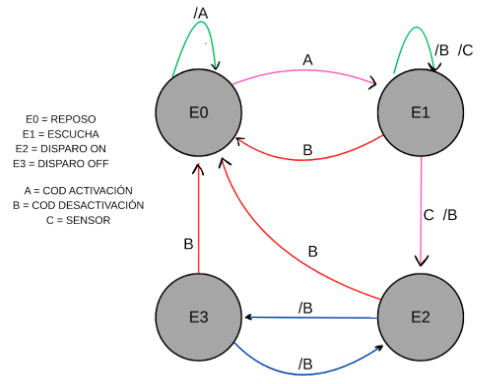 /A
A
/B /C
E0
E1
B
E0 = REPOSO
E1 = ESCUCHA
E2 = DISPARO ON
E3 = DISPARO OFF
A = COD ACTIVACIÓN
B = COD DESACTIVACIÓN
C = SENSOR
C /B
B
B
/B
E3
E2
/B